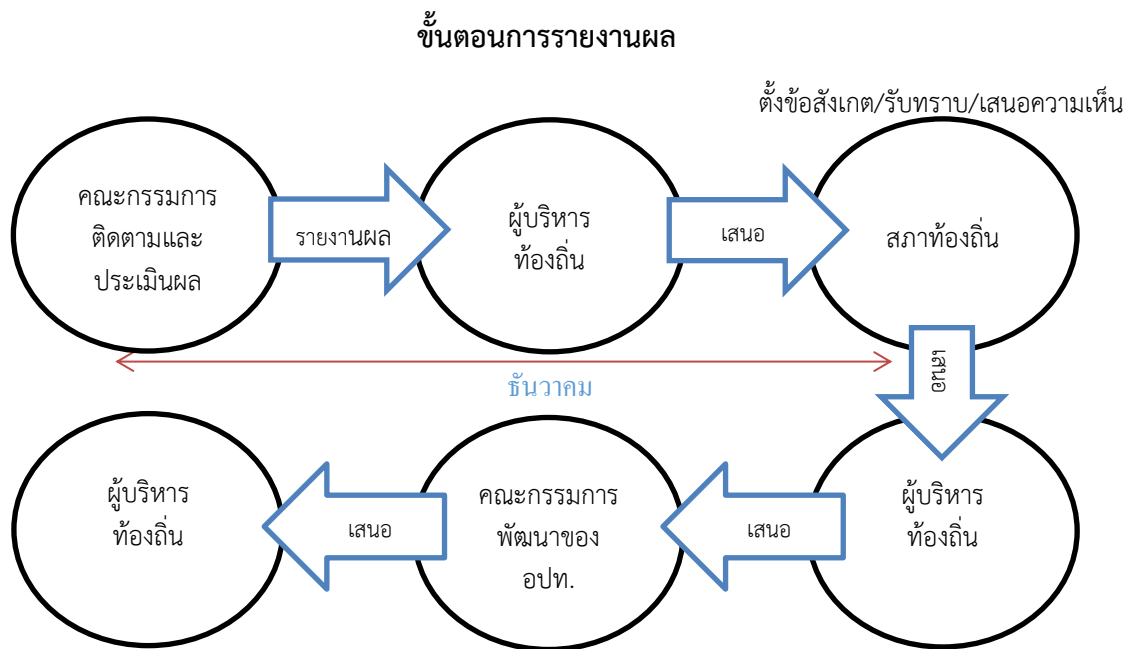 ขั้นตอนการรายงานผล
ตั้งข้อสังเกต/รับทราบ/เสนอความเห็น
คณะกรรมการ
ติดตามและ
ประเมินผล
รายงานผล
ผู้บริหาร
ท้องถิ่น
เสนอ
สภาท้องถิ่น
เสนอ
ธันวาคม
ผู้บริหาร
ท้องถิ่น
เสนอ
คณะกรรมการ
พัฒนาของ
อปท.
เสนอ
ผู้บริหาร
ท้องถิ่น